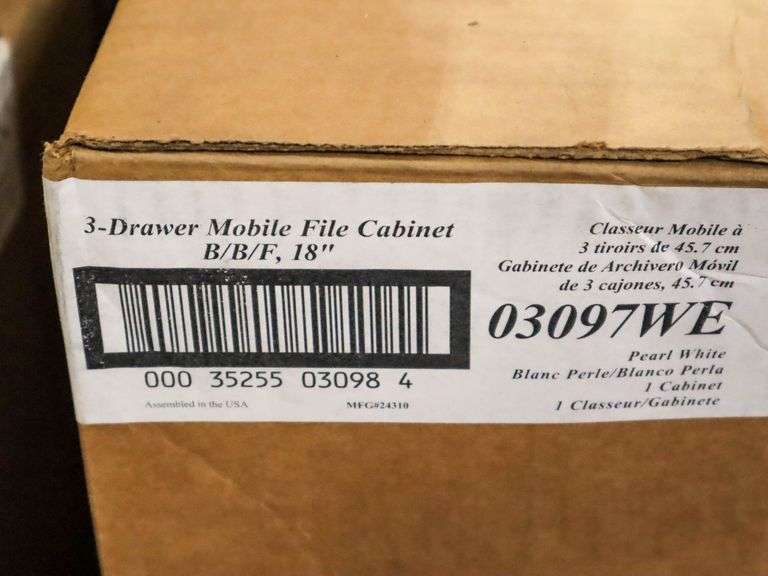 3-Drawer Mobile File Cabinet
B/B/F, 18"
000 35255 03098 4
Assembled in the USA
MFG#24310
Classeur Mobile à
3 tiroirs de 45.7 cm
Gabinete de Archivero Móvil
de 3 cajones, 45.7 cm
03097WE
Pearl White
Blanc Perle/Blanco Perla
1 Cabinet
1 Classeur/Gabinete